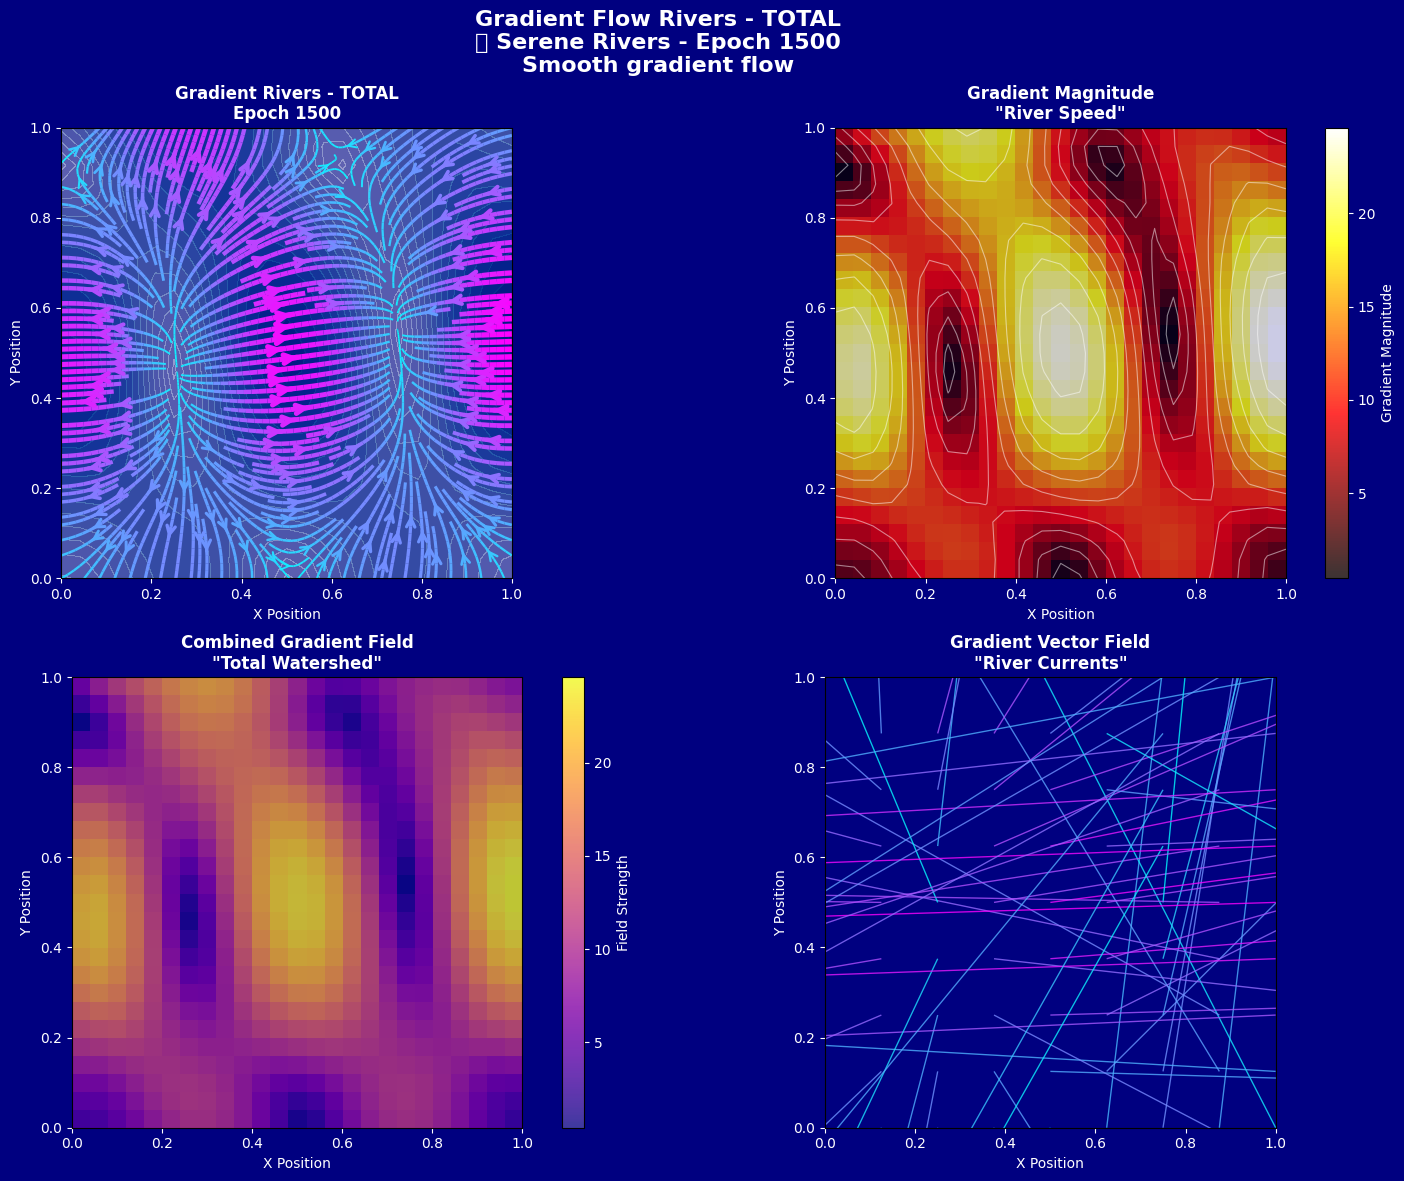 Gradient Flow Rivers - TOTAL
▯ Serene Rivers - Epoch 1500
Smooth gradient flow
Gradient Rivers - TOTAL
Epoch 1500
1.0
0.8
0.6
0.4
0.2
0.0
Y Position
0.0 0.2 0.4 0.6 0.8 1.0
X Position
Gradient Magnitude
"River Speed"
1.0
0.8
0.6
0.4
0.2
0.0
Y Position
0.0 0.2 0.4 0.6 0.8 1.0
X Position
20
15
10
5
Gradient Magnitude
Combined Gradient Field
"Total Watershed"
1.0
0.8
0.6
0.4
0.2
0.0
Y Position
0.0 0.2 0.4 0.6 0.8 1.0
X Position
20
15
10
5
Field Strength
Gradient Vector Field
"River Currents"
1.0
0.8
0.6
0.4
0.2
0.0
Y Position
0.0 0.2 0.4 0.6 0.8 1.0
X Position